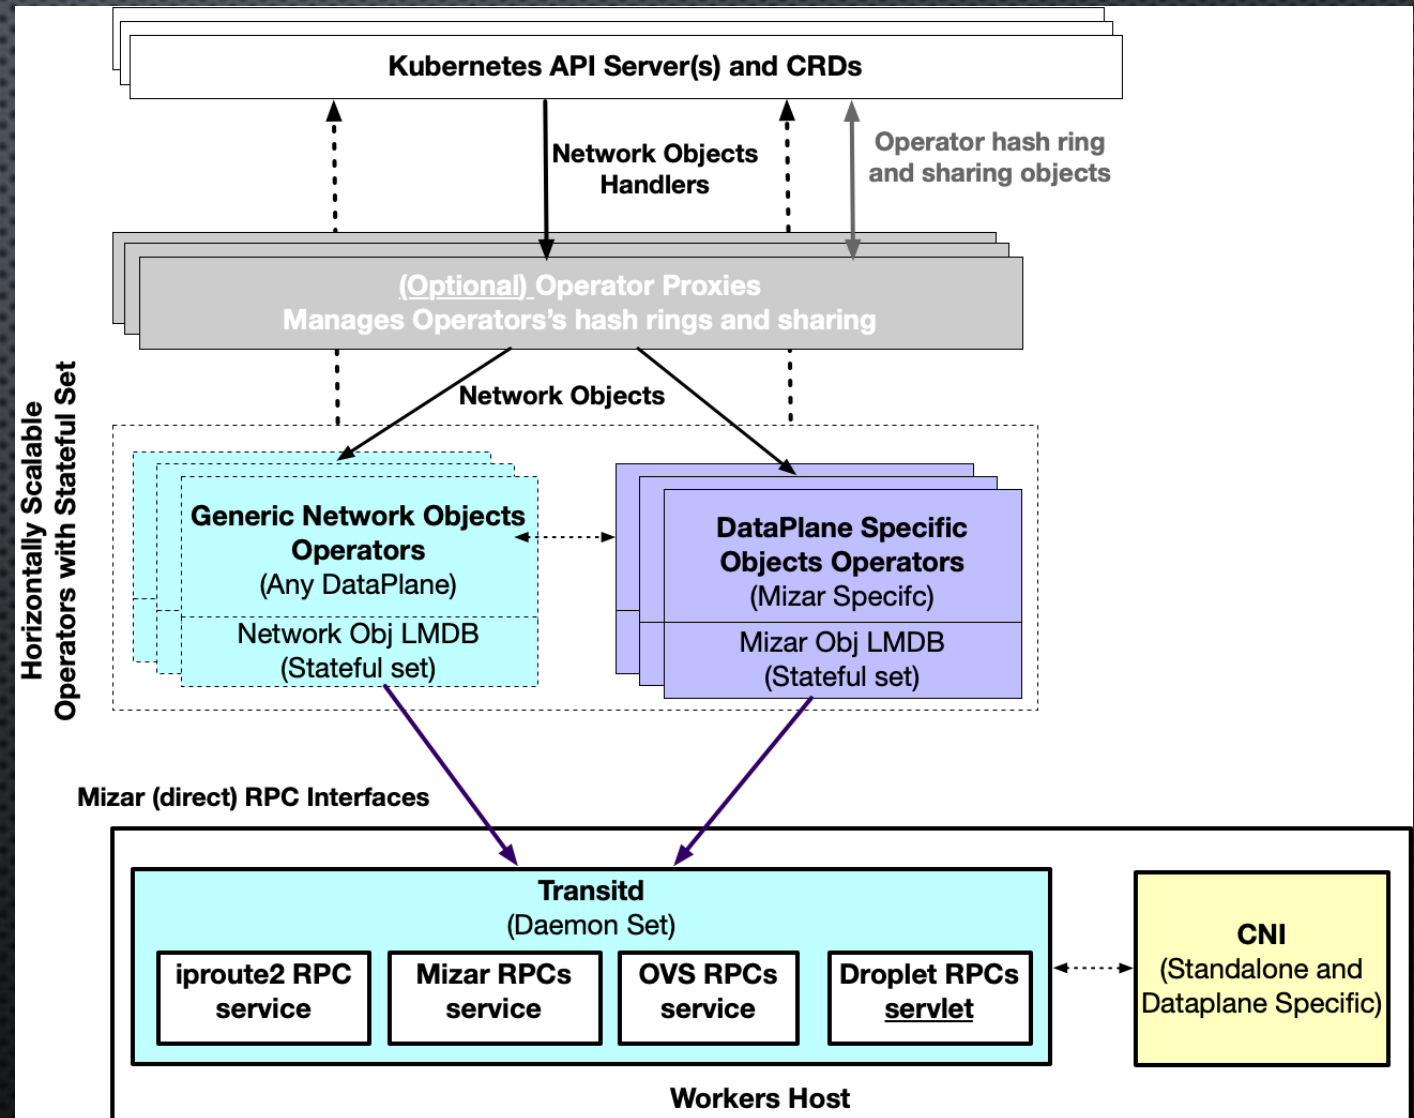 Kubernetes API Server(s) and CRDs
Network Objects
Handlers
Operator hash ring
and sharing objects
(Optional) Operator Proxies
Manages Operators's hash rings and sharing
Network Objects
Horizontally Scalable
Operators with Stateful Set
Generic Network Objects
Operators
(Any DataPlane)
Network Obj LMDB
(Stateful set)
DataPlane Specific
Objects Operators
(Mizar Specifc)
Mizar Obj LMDB
(Stateful set)
Mizar (direct) RPC Interfaces
Transitd
(Daemon Set)
iproute2 RPC
service
Mizar RPCs
service
OVS RPCs
service
Droplet RPCs
servlet
CNI
(Standalone and
Dataplane Specific)
Workers Host